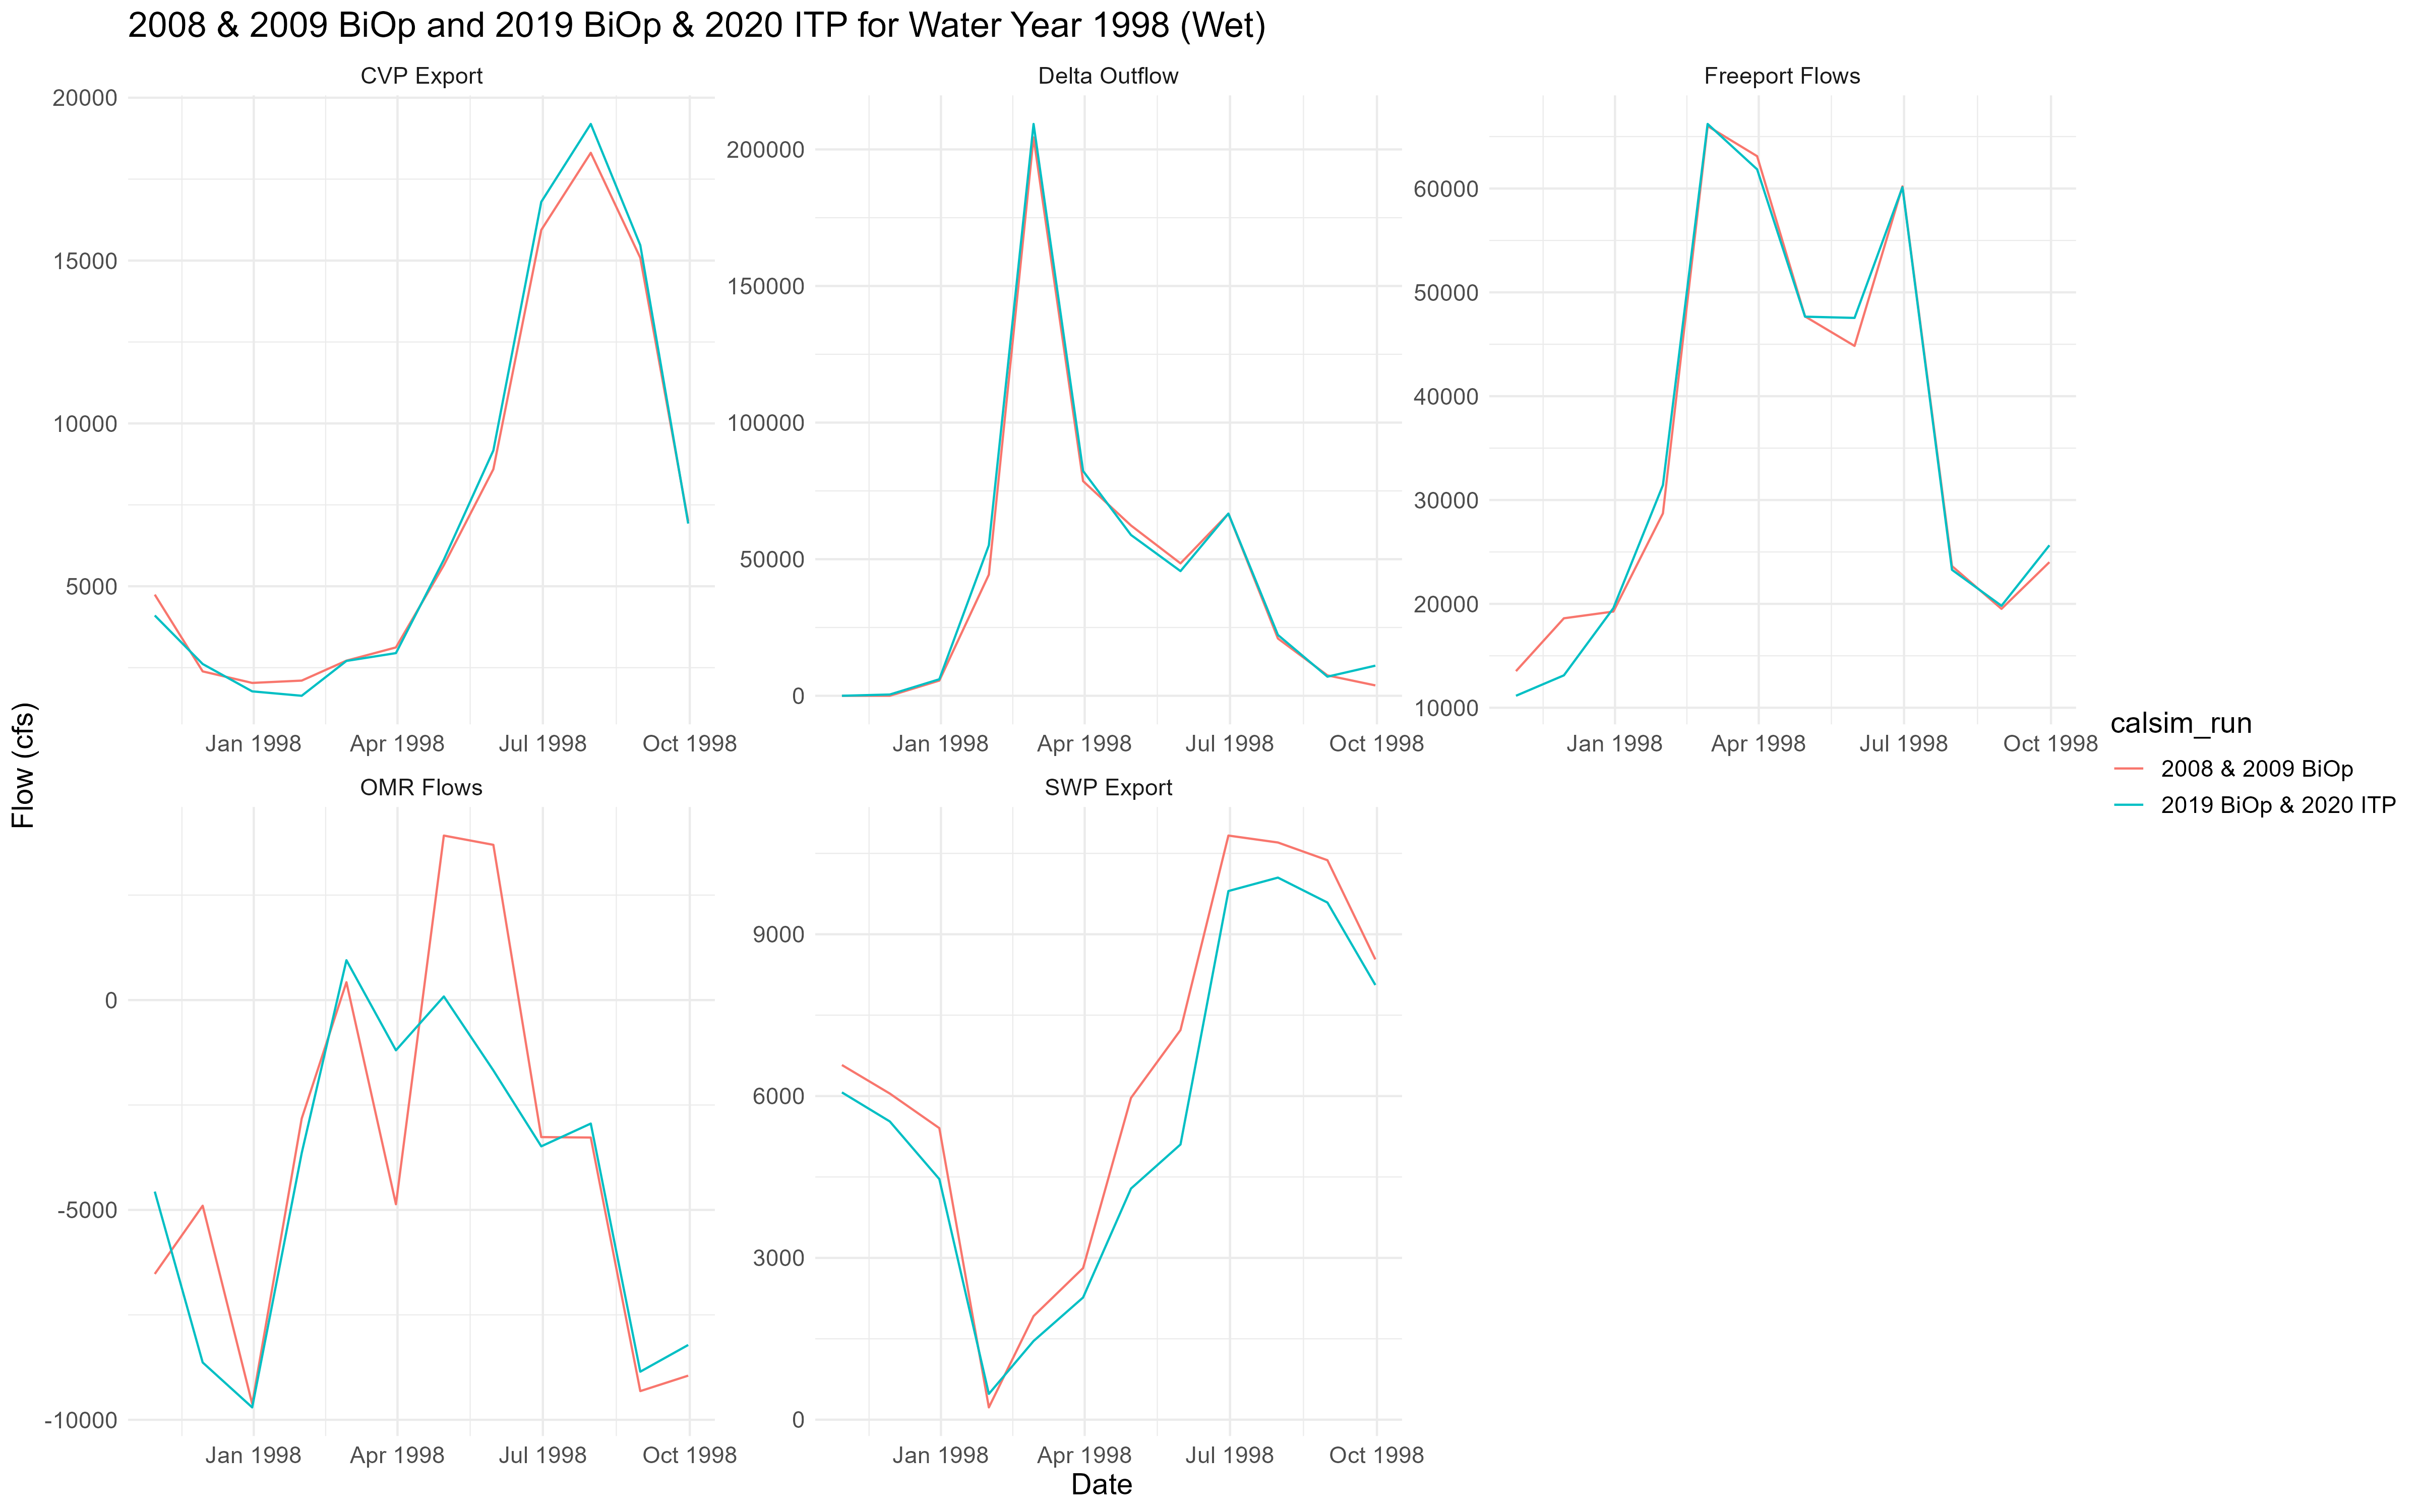 2008 & 2009 BiOp and 2019 BiOp & 2020 ITP for Water Year 1998 (Wet)
CVP Export
20000
15000
10000
5000
Jan 1998 Apr 1998 Jul 1998 Oct 1998
Delta Outflow
200000
150000
100000
50000
0
Jan 1998 Apr 1998 Jul 1998 Oct 1998
Freeport Flows
60000
50000
40000
30000
20000
10000
Jan 1998 Apr 1998 Jul 1998 Oct 1998
Flow (cfs)
OMR Flows
0
-5000
-10000
Jan 1998 Apr 1998 Jul 1998 Oct 1998
SWP Export
9000
6000
3000
0
Jan 1998 Apr 1998 Jul 1998 Oct 1998
Date
calsim_run
2008 & 2009 BiOp
2019 BiOp & 2020 ITP